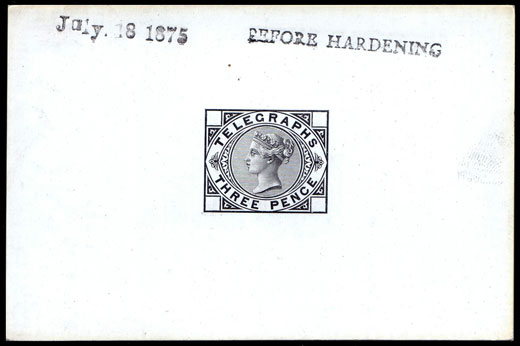 July. 18 1875
BEFORE HARDENING
TELEGRAPHS
THREE PENCE